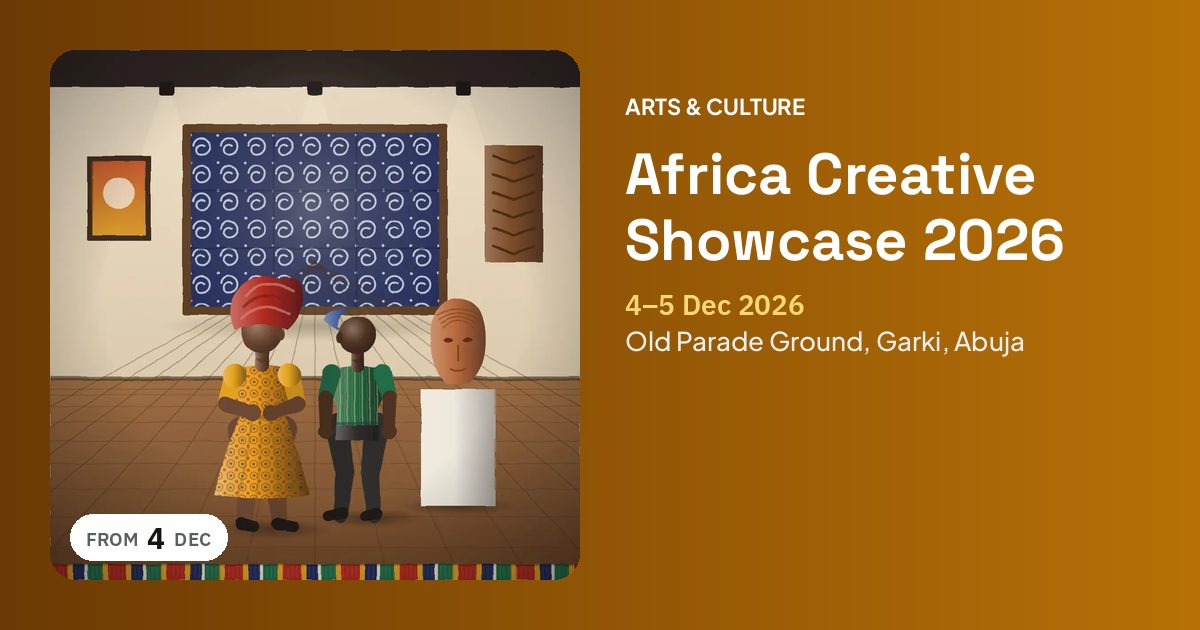 ARTS & CULTURE
Africa Creative
Showcase 2026
4–5 Dec 2026
Old Parade Ground, Garki, Abuja
FROM 4 DEC